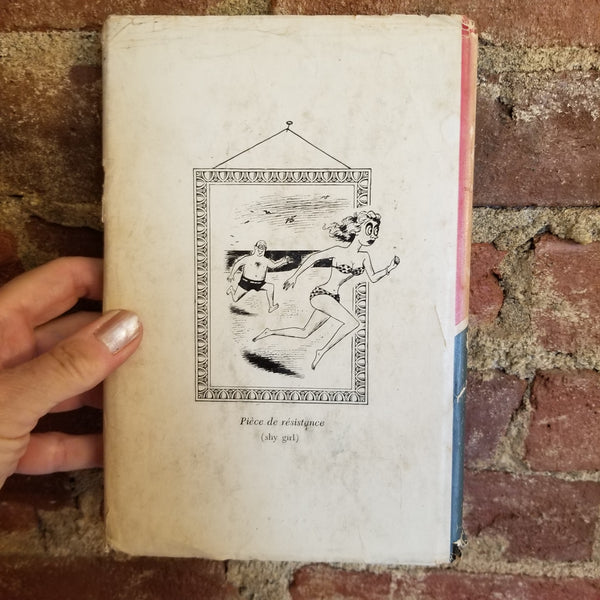 Pièce de résistance
(shy girl)